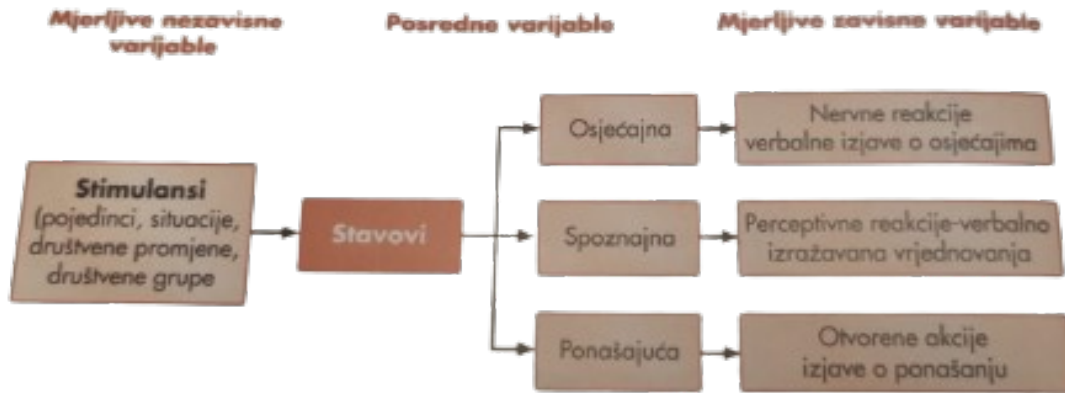 Mjerljive nezavisne
varijable
Posredne varijable
Mjerljive zavisne varijable
Stimulansi
(pojedinci, situacije,
društvene promjene,
društvene grupe
Stavovi
Osjećajna
Spoznajna
Ponašajuća
Nervne reakcije
verbalne izjave o osjećajima
Perceptivne reakcije-verbalno
izražavana vrjednovanja
Otvorene akcije
izjave o ponašanju